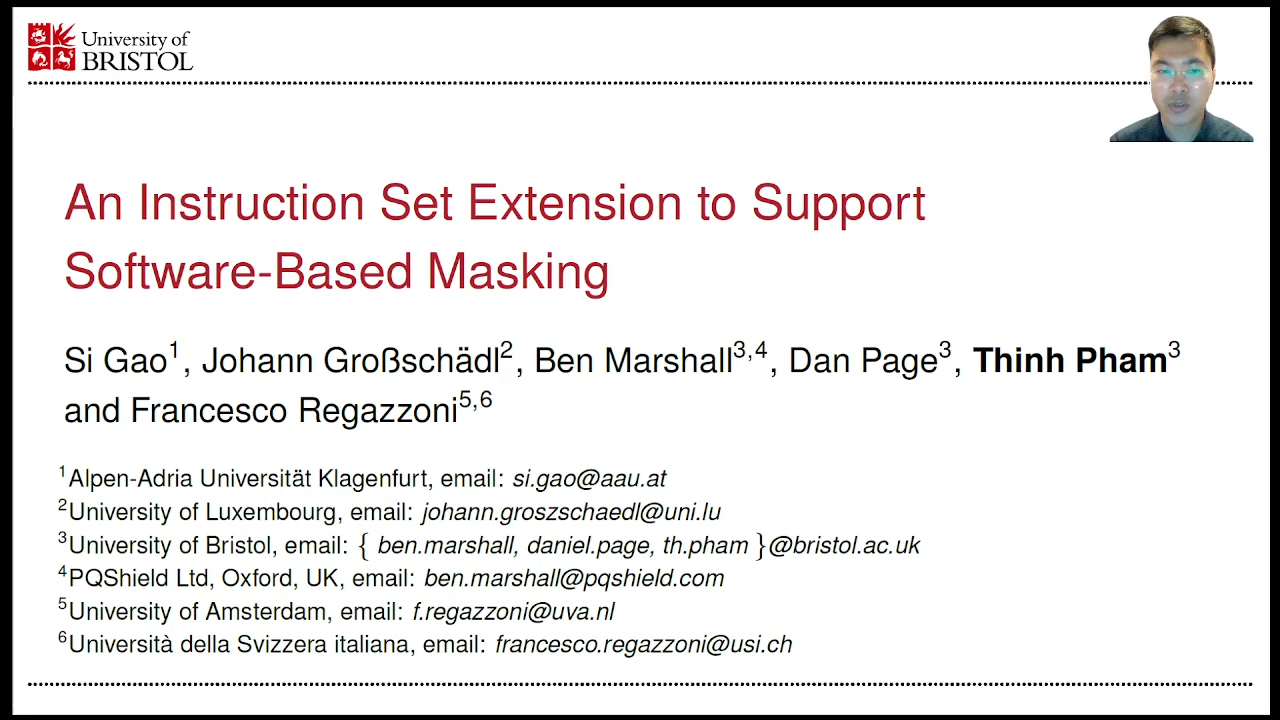 University of
BRISTOL
An Instruction Set Extension to Support
Software-Based Masking
Si Gao1, Johann Großschädl2, Ben Marshall3,4, Dan Page3, Thinh Pham3
and Francesco Regazzoni5,6
1Alpen-Adria Universität Klagenfurt, email: si.gao@aau.at
2University of Luxembourg, email: johann.groszschaedl@uni.lu
3University of Bristol, email: { ben.marshall, daniel.page, th.pham }@bristol.ac.uk
4PQShield Ltd, Oxford, UK, email: ben.marshall@pqshield.com
5University of Amsterdam, email: f.regazzoni@uva.nl
6Università della Svizzera italiana, email: francesco.regazzoni@usi.ch